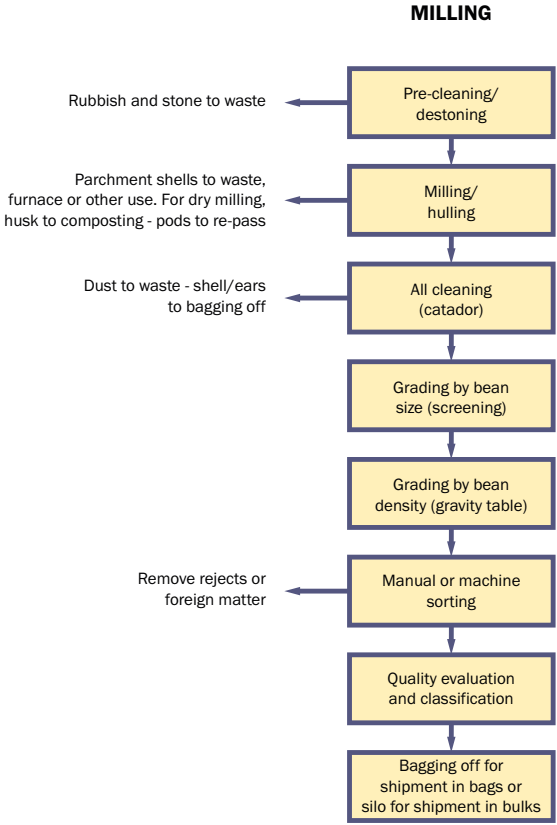 MILLING
Rubbish and stone to waste
Pre-cleaning/
destoning
Parchment shells to waste,
furnace or other use. For dry milling,
husk to composting - pods to re-pass
Milling/
hulling
Dust to waste - shell/ears
to bagging off
All cleaning
(catador)
Grading by bean
size (screening)
Grading by bean
density (gravity table)
Remove rejects or
foreign matter
Manual or machine
sorting
Quality evaluation
and classification
Bagging off for
shipment in bags or
silo for shipment in bulks